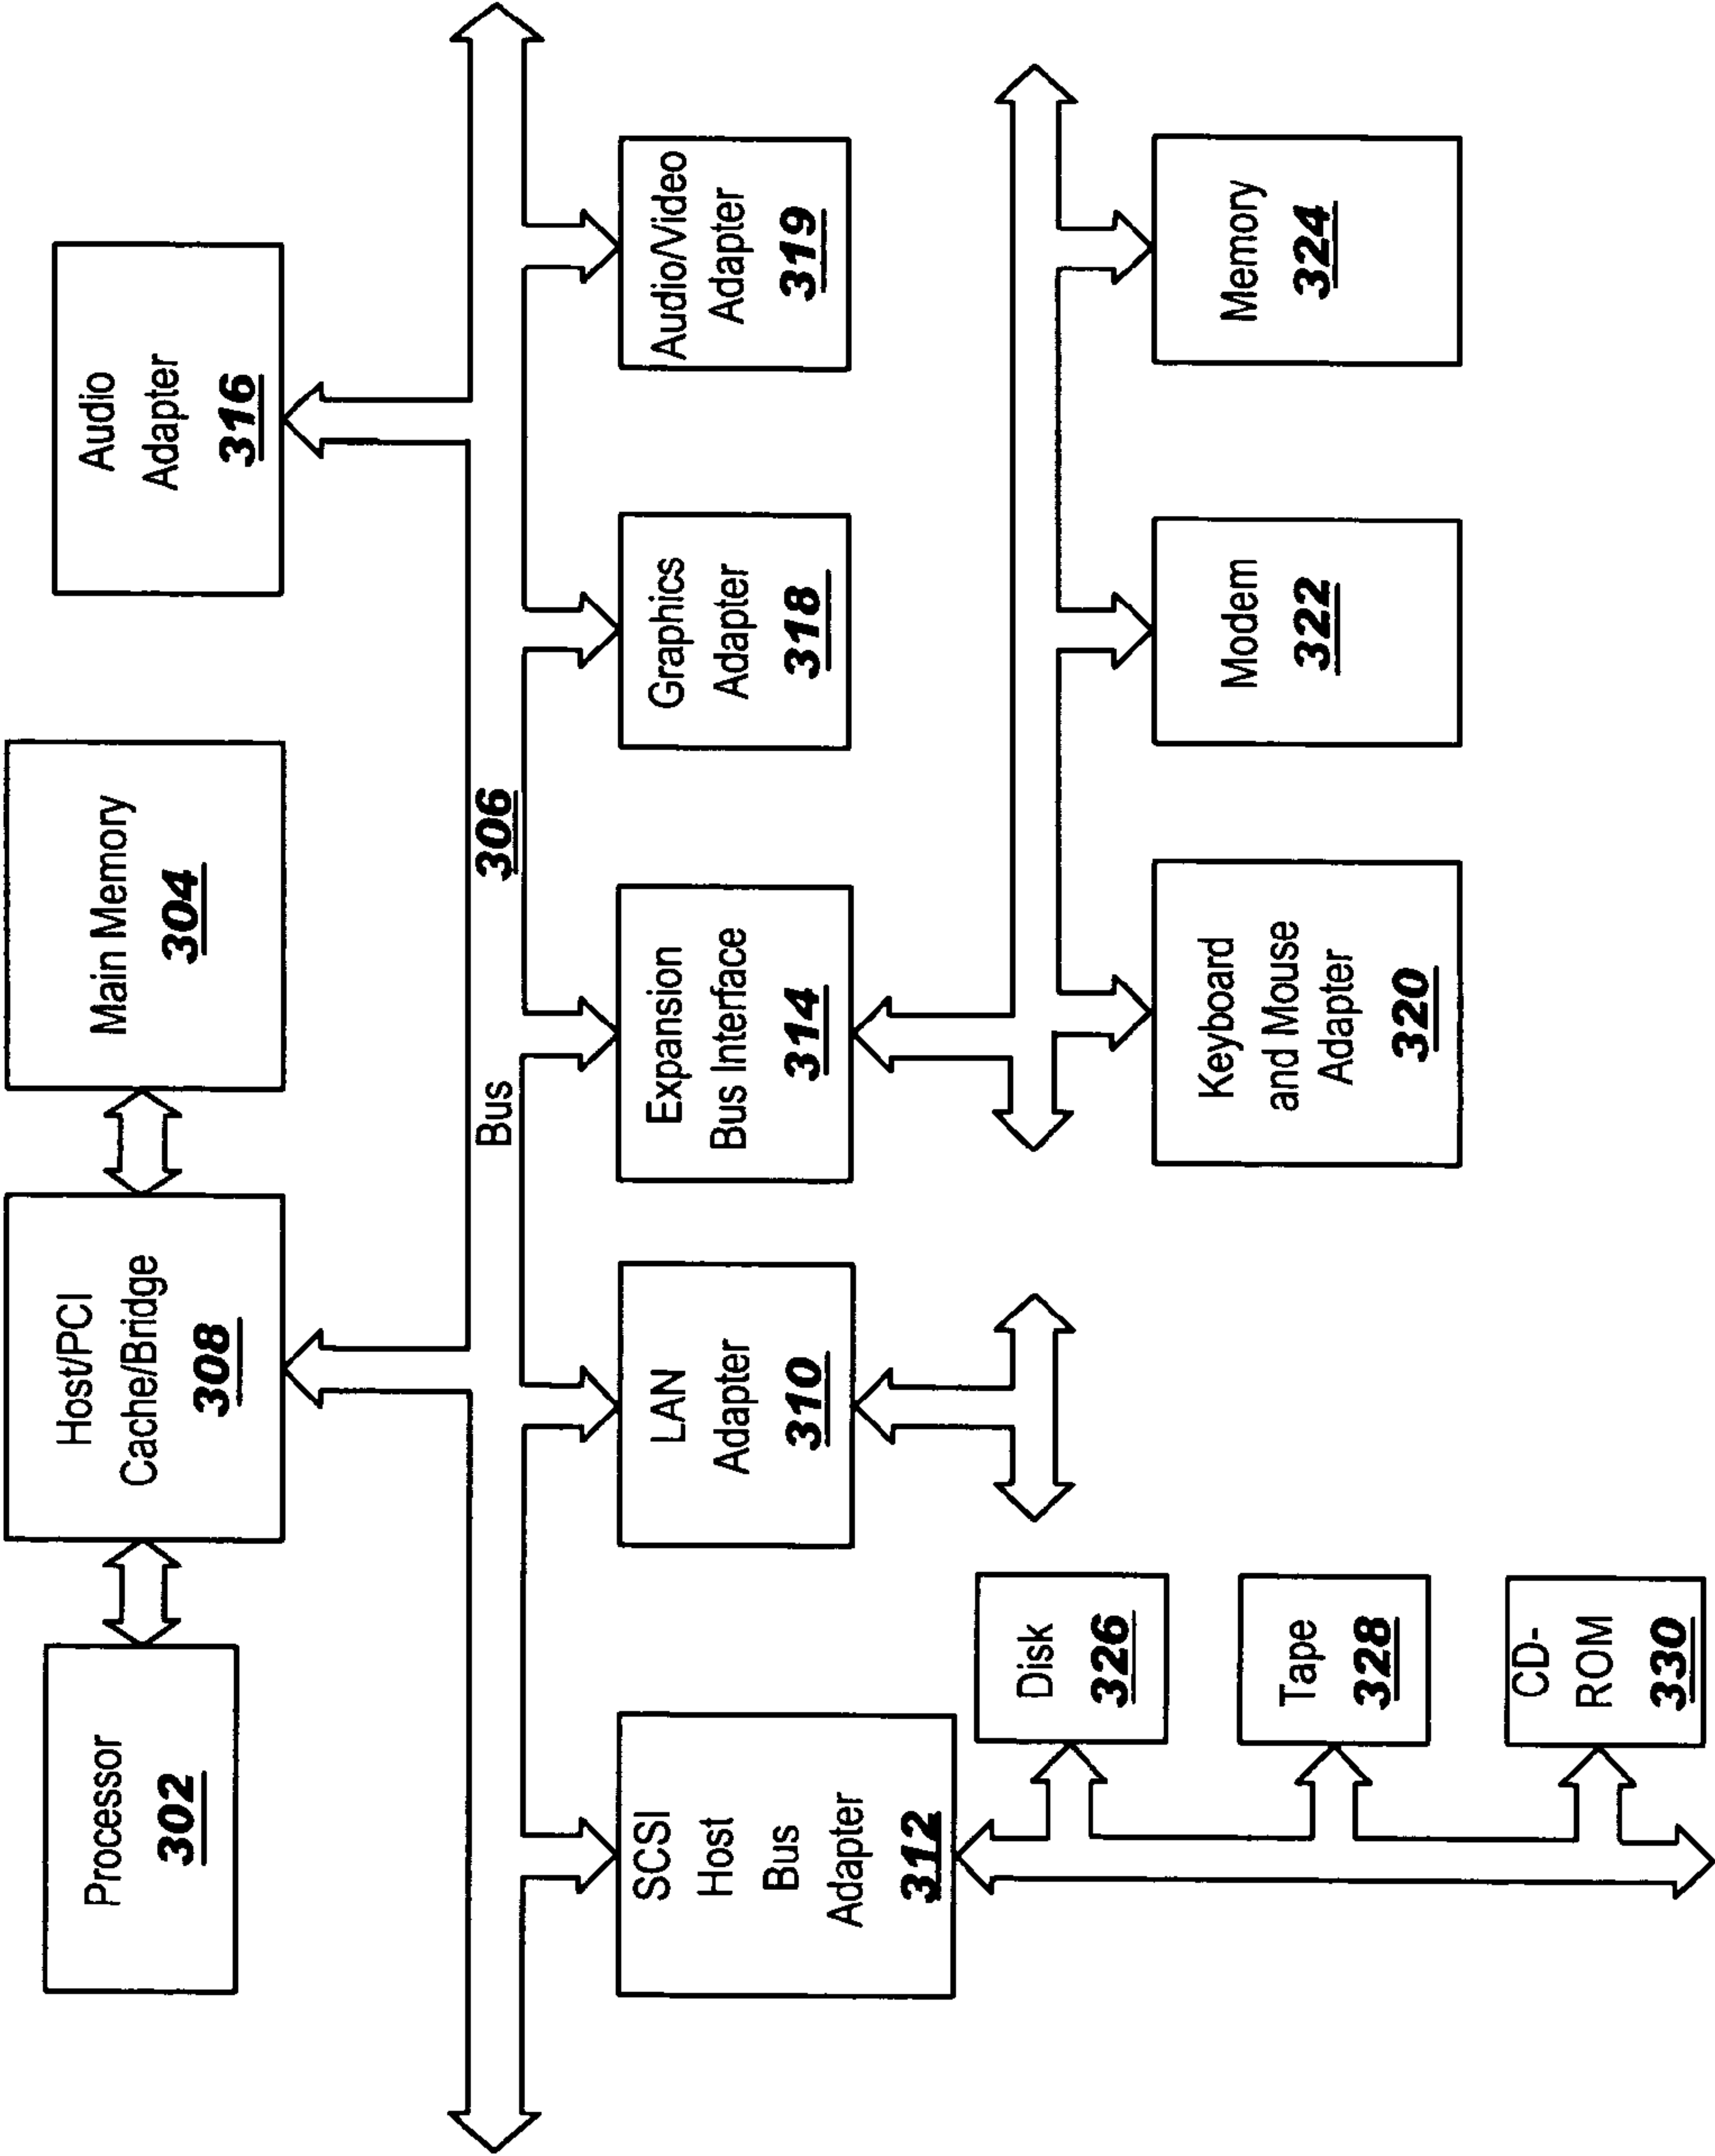 Processor
302
Host/PCI
Cache/Bridge
308
Main Memory
304
Audio
Adapter
316
Bus
306
SCSI
Host
Bus
Adapter
312
LAN
Adapter
310
Expansion
Bus Interface
314
Graphics
Adapter
318
Audio/Video
Adapter
319
Disk
326
Tape
328
CD-
ROM
330
Keyboard
and Mouse
Adapter
320
Modem
322
Memory
324